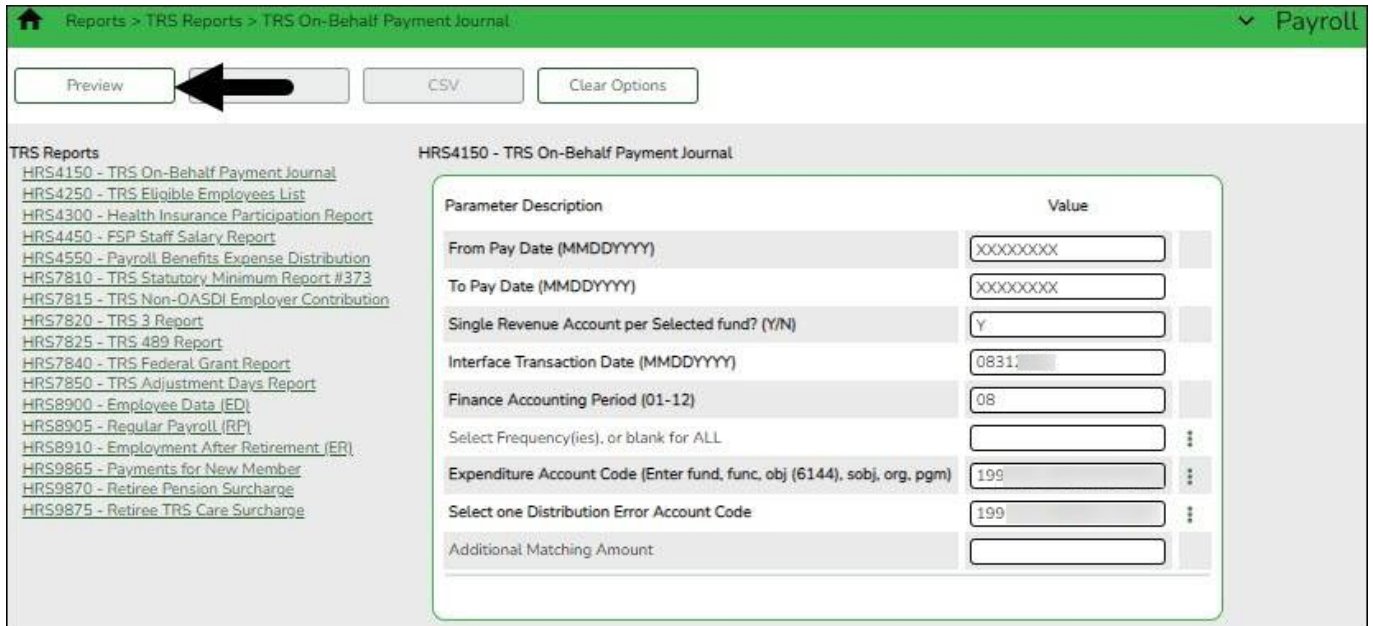 Reports > TRS Reports > TRS On-Behalf Payment Journal
Payroll
Preview
CSV
Clear Options
TRS Reports
HRS4150 - TRS On-Behalf Payment Journal
HRS4250 - TRS Eligible Employees List
HRS4300 - Health Insurance Participation Report
HRS4450 - FSP Staff Salary Report
HRS4550 - Payroll Benefits Expense Distribution
HRS7810 - TRS Statutory Minimum Report #373
HRS7815 - TRS Non-OASDI Employer Contribution
HRS7820 - TRS 3 Report
HRS7825 - TRS 489 Report
HRS7840 - TRS Federal Grant Report
HRS7850 - TRS Adjustment Days Report
HRS8900 - Employee Data (ED)
HRS8905 - Regular Payroll (RP)
HRS8910 - Employment After Retirement (ER)
HRS9865 - Payments for New Member
HRS9870 - Retiree Pension Surcharge
HRS9875 - Retiree TRS Care Surcharge
HRS4150 - TRS On-Behalf Payment Journal
Parameter Description Value
From Pay Date (MMDDYYYY) XXXXXXXX
To Pay Date (MMDDYYYY) XXXXXXXX
Single Revenue Account per Selected fund? (Y/N) Y
Interface Transaction Date (MMDDYYYY) 0831
Finance Accounting Period (01-12) 08
Select Frequency(ies), or blank for ALL
Expenditure Account Code (Enter fund, func, obj (6144), sobj, org, pgm) 199
Select one Distribution Error Account Code 199
Additional Matching Amount